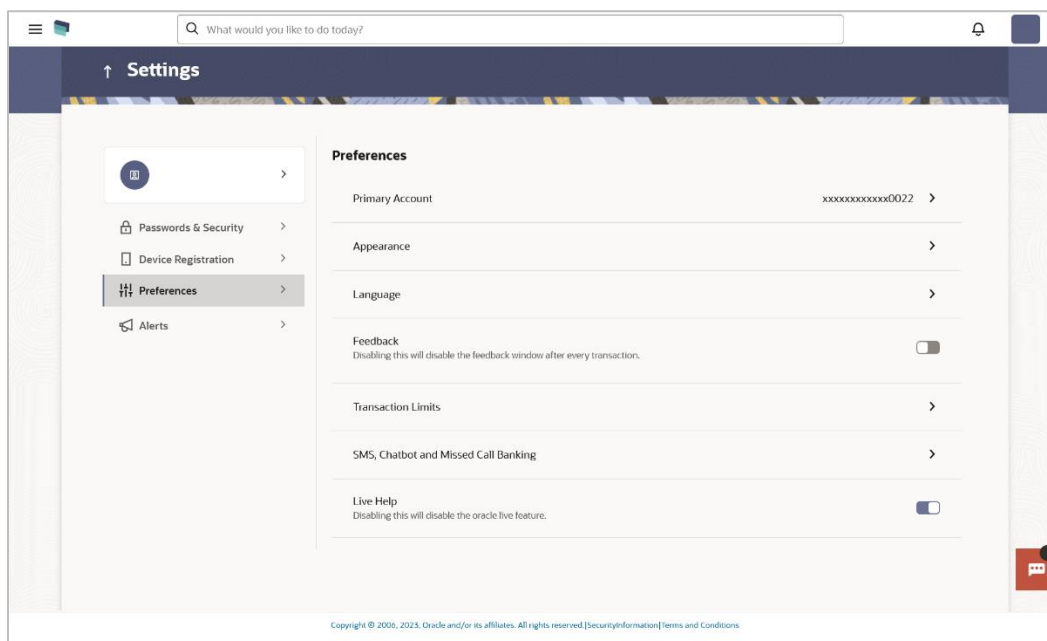 What would you like to do today?
Settings
Preferences
Primary Account xxxxxxxxxxxx0022
Passwords & Security
Device Registration
Preferences
Alerts
Appearance
Language
Feedback
Disabling this will disable the feedback window after every transaction.
Transaction Limits
SMS, Chatbot and Missed Call Banking
Live Help
Disabling this will disable the oracle live feature.
Copyright © 2006, 2023, Oracle and/or its affiliates. All rights reserved.|SecurityInformation|Terms and Conditions